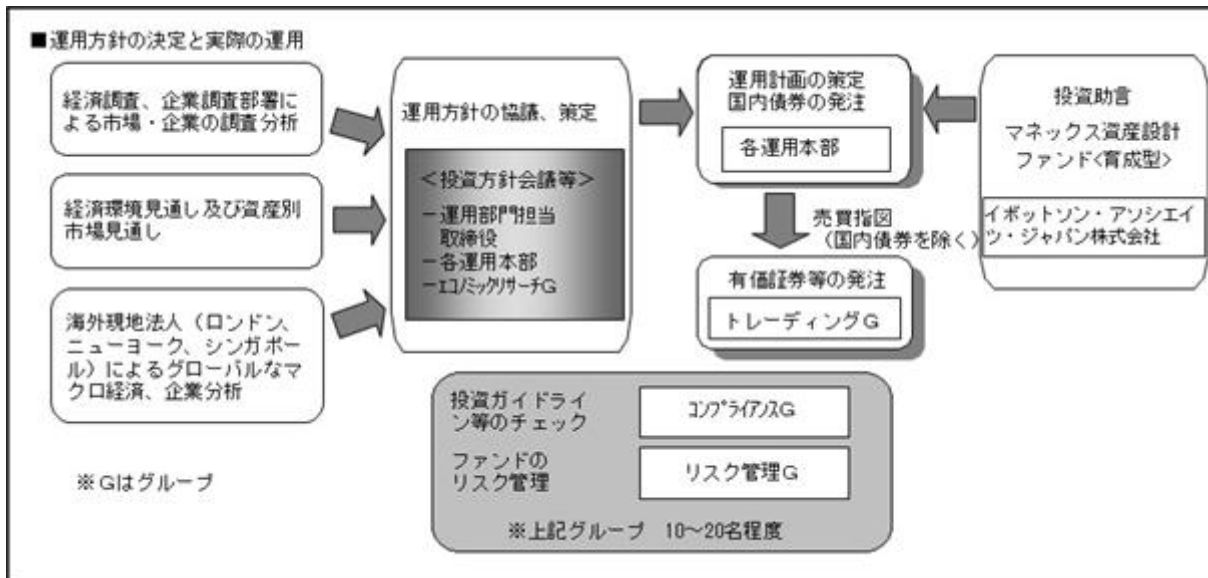 ■運用方針の決定と実際の運用
経済調査、企業調査部署に
よる市場・企業の調査分析
経済環境見通し及び資産別
市場見通し
海外現地法人（ロンドン、
ニューヨーク、シンガポー
ル）によるグローバルなマ
クロ経済、企業分析
※Gはグループ
運用方針の協議、策定
＜投資方針会議等＞
－運用部門担当
取締役
－各運用本部
－ｴｺﾉﾐｯｸﾘｻｰﾁG
運用計画の策定
国内債券の発注
各運用本部
売買指図
（国内債券を除く）
有価証券等の発注
トレーディングG
投資助言
マネックス資産設計
ファンド<育成型>
イボットソン・アソシエイ
ツ・ジャパン株式会社
投資ガイドライ
ン等のチェック
ｺﾝﾌﾟﾗｲｱﾝｽG
ファンドの
リスク管理
リスク管理G
※上記グループ　10～20名程度